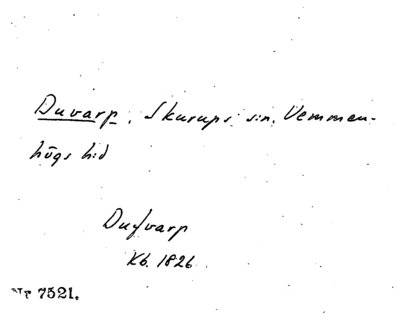 Duvarp, Skurups sn, Vemmen-
högs hd
Dufvarp
Kb. 1826
Nr 7521.